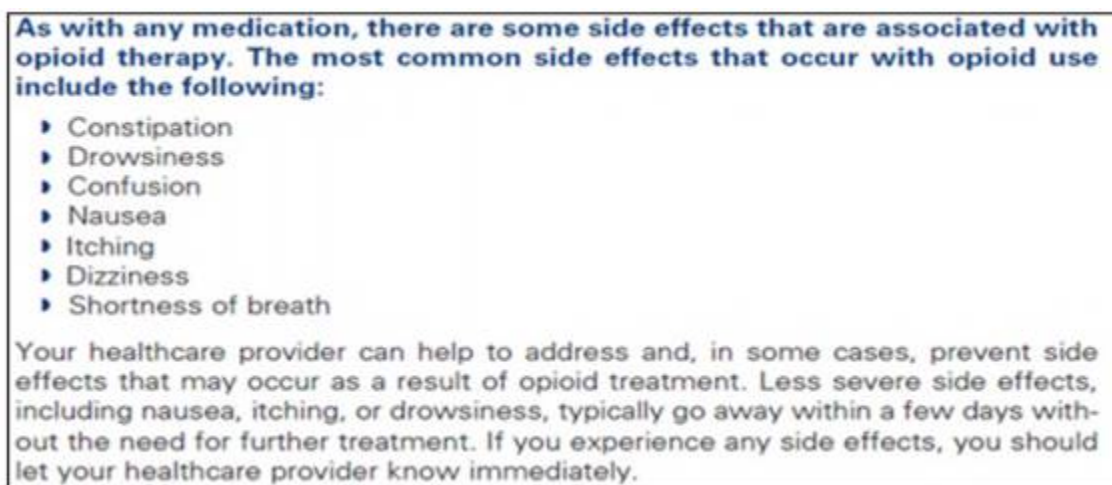 As with any medication, there are some side effects that are associated with
opioid therapy. The most common side effects that occur with opioid use
include the following:
Constipation
Drowsiness
Confusion
Nausea
Itching
Dizziness
Shortness of breath
Your healthcare provider can help to address and, in some cases, prevent side
effects that may occur as a result of opioid treatment. Less severe side effects,
including nausea, itching, or drowsiness, typically go away within a few days with-
out the need for further treatment. If you experience any side effects, you should
let your healthcare provider know immediately.